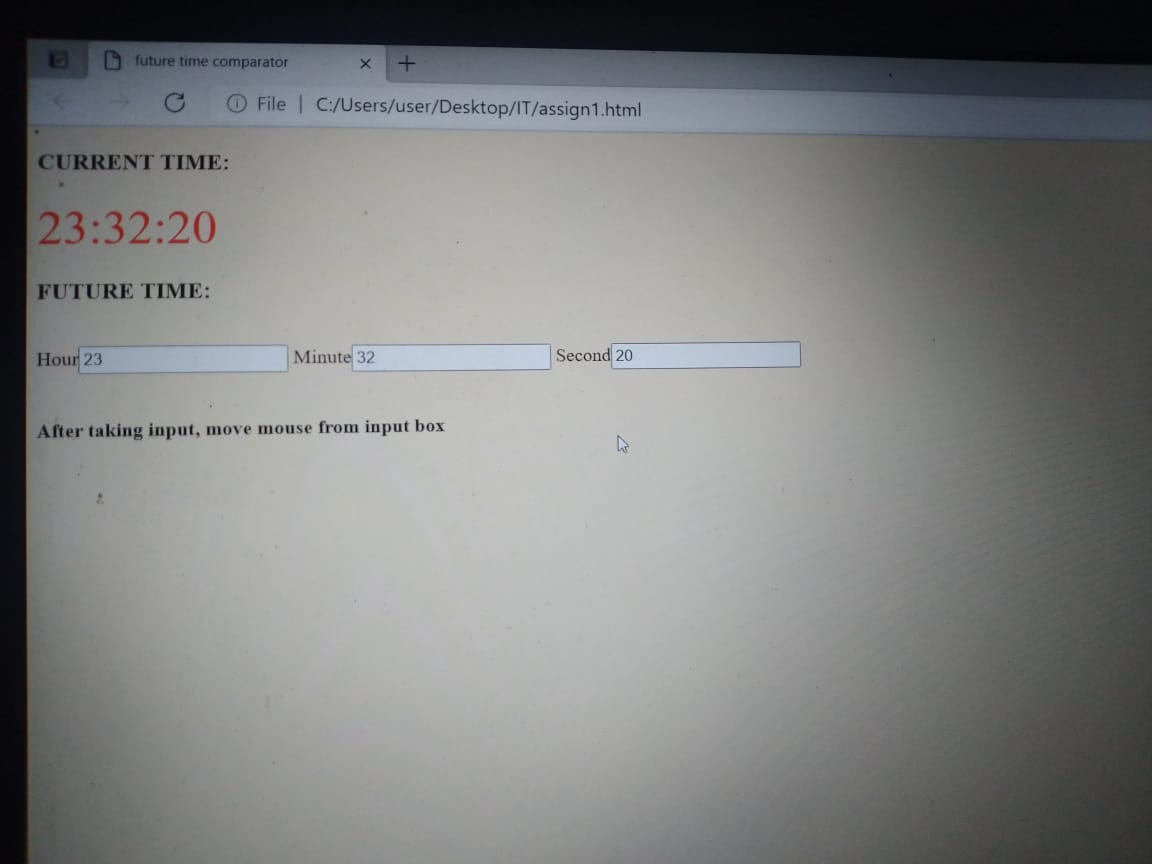 future time comparator
File | C:/Users/user/Desktop/IT/assign1.html
CURRENT TIME:
23:32:20
FUTURE TIME:
Hour 23 Minute 32 Second 20
After taking input, move mouse from input box